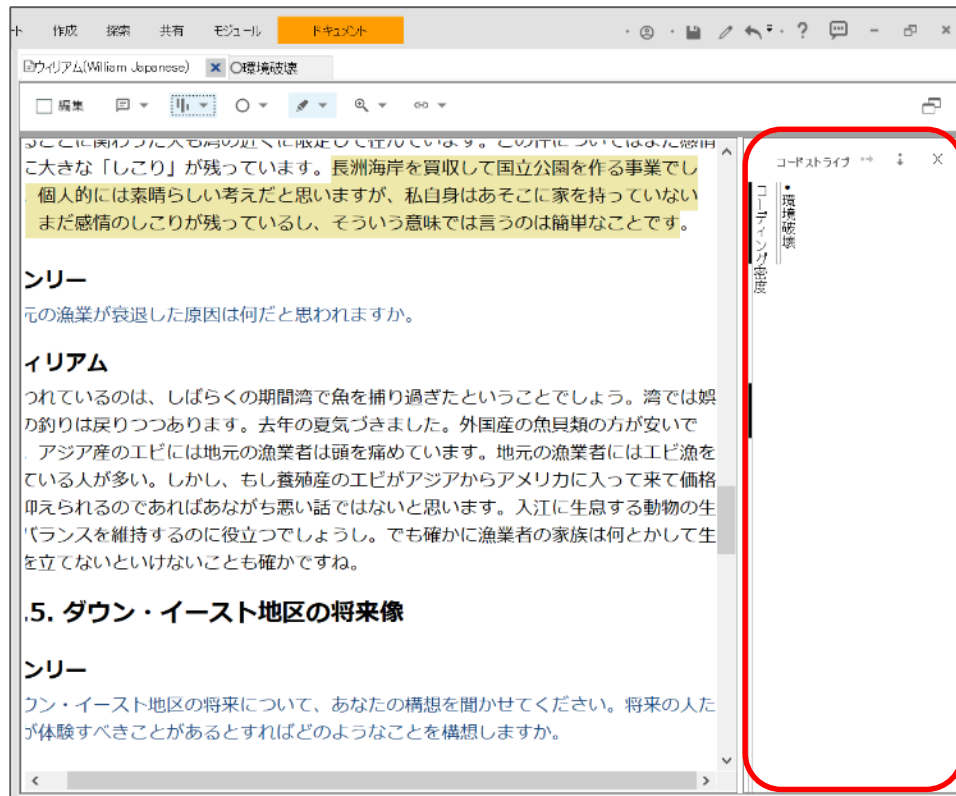 ト 作成 探索 共有 モジュール ドキュメント
ウィリアム(William Japanese) × 環境破壊
編集
に大きな「しこり」が残っています。長洲海岸を買収して国立公園を作る事業でし
個人的には素晴らしい考えだと思いますが、私自身はあそこに家を持っていない
まだ感情のしこりが残っているし、そういう意味では言うのは簡単なことです。
ンリー
元の漁業が衰退した原因は何だと思われますか。
ィリアム
つれているのは、しばらくの期間湾で魚を捕り過ぎたということでしょう。湾では娯
の釣りは戻りつつあります。去年の夏気づきました。外国産の魚貝類の方が安いで
アジア産のエビには地元の漁業者は頭を痛めています。地元の漁業者にはエビ漁を
ている人が多い。しかし、もし養殖産のエビがアジアからアメリカに入って来て価格
抑えられるのであればあながち悪い話ではないと思います。入江に生息する動物の生
バランスを維持するのに役立つでしょうし。でも確かに漁業者の家族は何とかして生
を立てないといけないことも確かですね。
.5. ダウン・イースト地区の将来像
ンリー
ウン・イースト地区の将来について、あなたの構想を聞かせてください。将来の人た
が体験すべきことがあるとすればどのようなことを構想しますか。
コードストライプ
コーディング密度
環境破壊